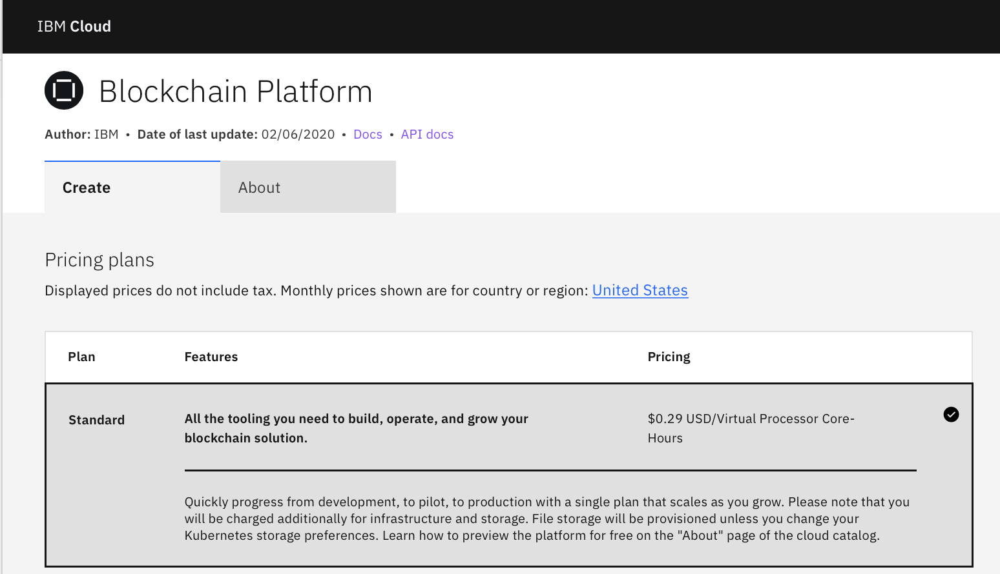 IBM Cloud
Blockchain Platform
Author: IBM • Date of last update: 02/06/2020 • Docs • API docs
Create
About
Pricing plans
Displayed prices do not include tax. Monthly prices shown are for country or region: United States
Plan
Features
Pricing
Standard
All the tooling you need to build, operate, and grow your
blockchain solution.
$0.29 USD/Virtual Processor Core-
Hours
Quickly progress from development, to pilot, to production with a single plan that scales as you grow. Please note that you
will be charged additionally for infrastructure and storage. File storage will be provisioned unless you change your
Kubernetes storage preferences. Learn how to preview the platform for free on the "About" page of the cloud catalog.